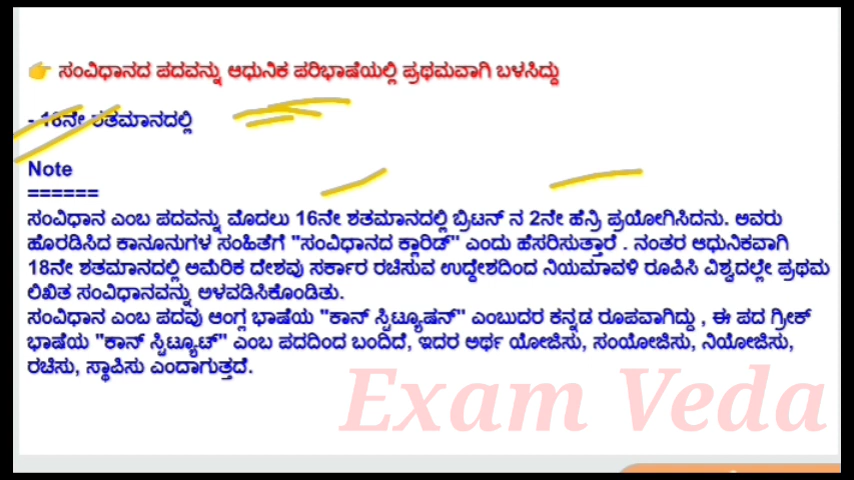 👉 ಸಂವಿಧಾನದ ಪದವನ್ನು ಆಧುನಿಕ ಪರಿಭಾಷೆಯಲ್ಲಿ ಪ್ರಥಮವಾಗಿ ಬಳಸಿದ್ದು
- 18ನೇ ಶತಮಾನದಲ್ಲಿ
Note
======
ಸಂವಿಧಾನ ಎಂಬ ಪದವನ್ನು ಮೊದಲು 16ನೇ ಶತಮಾನದಲ್ಲಿ ಬ್ರಿಟನ್ ನ 2ನೇ ಹೆನ್ರಿ ಪ್ರಯೋಗಿಸಿದನು. ಅವರು
ಹೊರಡಿಸಿದ ಕಾನೂನುಗಳ ಸಂಹಿತೆಗೆ "ಸಂವಿಧಾನದ ಕ್ಲಾರಿಡ್" ಎಂದು ಹೆಸರಿಸುತ್ತಾರೆ . ನಂತರ ಆಧುನಿಕವಾಗಿ
18ನೇ ಶತಮಾನದಲ್ಲಿ ಅಮೆರಿಕ ದೇಶವು ಸರ್ಕಾರ ರಚಿಸುವ ಉದ್ದೇಶದಿಂದ ನಿಯಮಾವಳಿ ರೂಪಿಸಿ ವಿಶ್ವದಲ್ಲೇ ಪ್ರಥಮ
ಲಿಖಿತ ಸಂವಿಧಾನವನ್ನು ಅಳವಡಿಸಿಕೊಂಡಿತು.
ಸಂವಿಧಾನ ಎಂಬ ಪದವು ಆಂಗ್ಲ ಭಾಷೆಯ "ಕಾನ್ ಸ್ಟಿಟ್ಯೂಷನ್" ಎಂಬುದರ ಕನ್ನಡ ರೂಪವಾಗಿದ್ದು , ಈ ಪದ ಗ್ರೀಕ್
ಭಾಷೆಯ "ಕಾನ್ ಸ್ಟಿಟ್ಯೂಟ್" ಎಂಬ ಪದದಿಂದ ಬಂದಿದೆ, ಇದರ ಅರ್ಥ ಯೋಜಿಸು, ಸಂಯೋಜಿಸು, ನಿಯೋಜಿಸು,
ರಚಿಸು, ಸ್ಥಾಪಿಸು ಎಂದಾಗುತ್ತದೆ.
Exam Veda